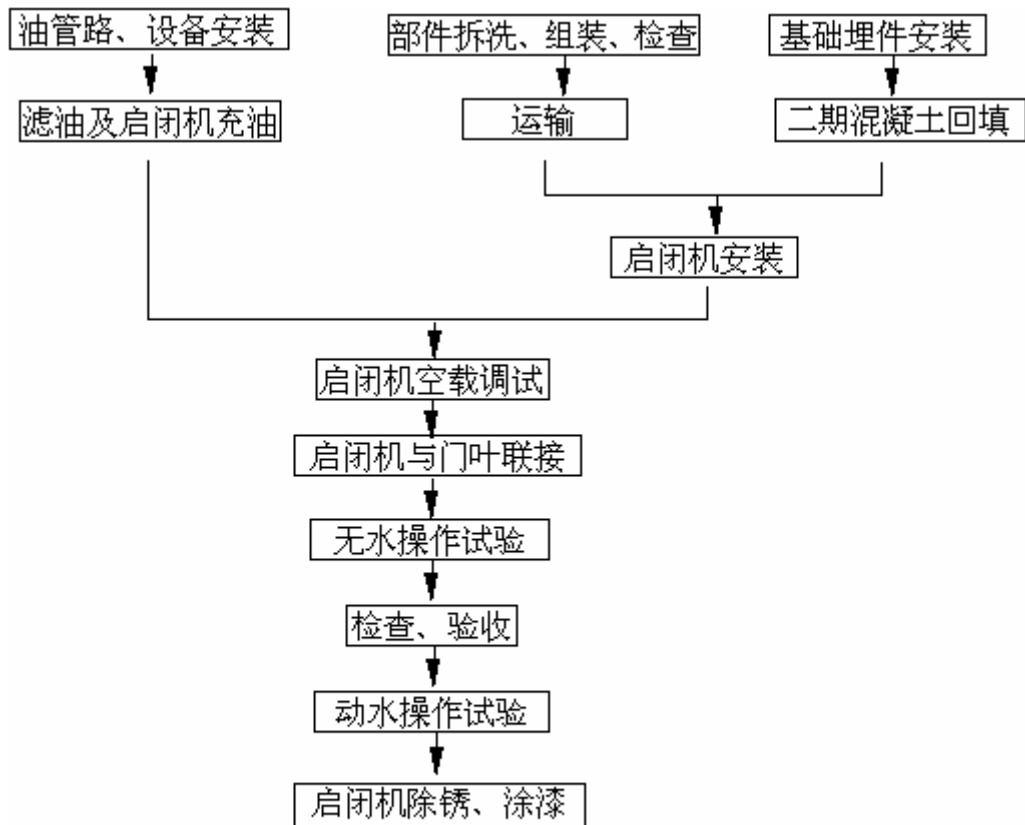 油管路、设备安装
部件拆洗、组装、检查
基础埋件安装
滤油及启闭机充油
运输
二期混凝土回填
启闭机安装
启闭机空载调试
启闭机与门叶联接
无水操作试验
检查、验收
动水操作试验
启闭机除锈、涂漆